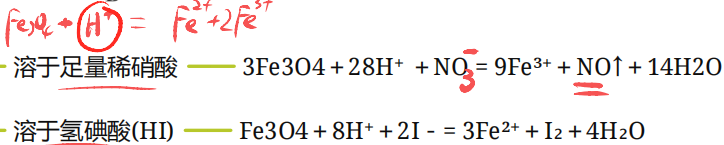 Fe3O4 + H⁺ = Fe²⁺ + 2Fe³⁺
溶于足量稀硝酸 3Fe3O4 + 28H⁺ + NO3⁻ = 9Fe³⁺ + NO↑ + 14H2O
溶于氢碘酸(HI) Fe3O4 + 8H⁺ + 2I - = 3Fe²⁺ + I₂ + 4H₂O